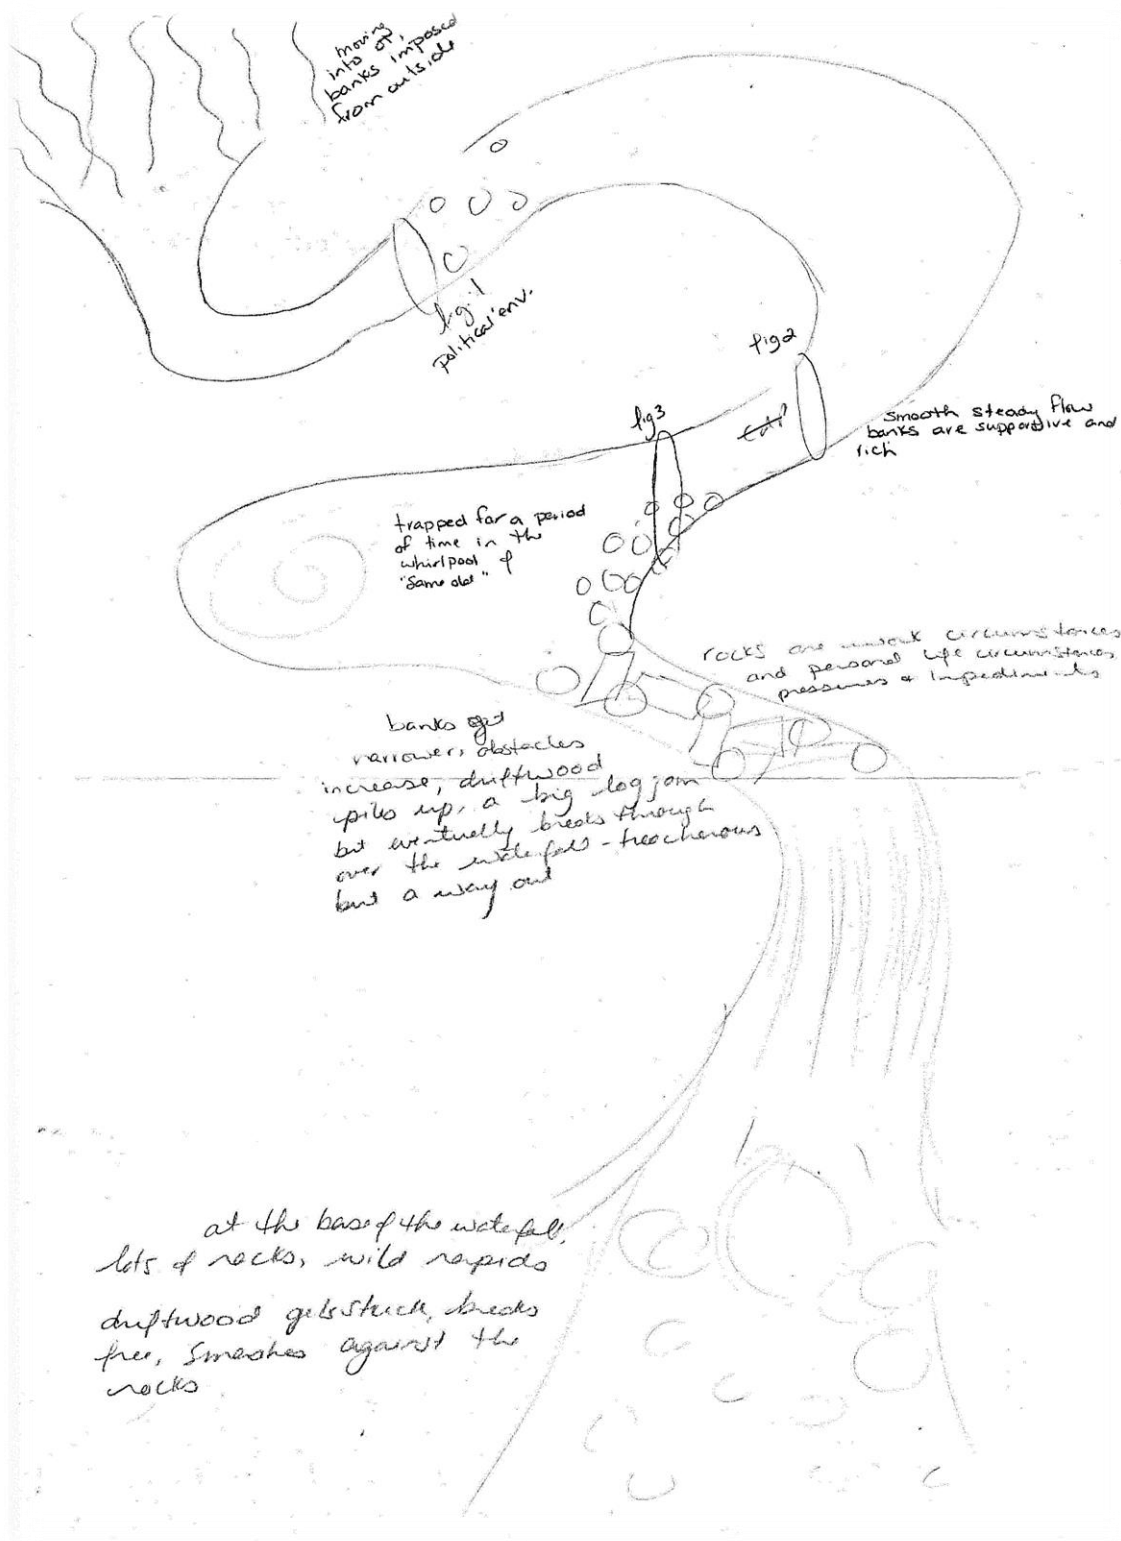 moving
into OT,
banks imposed
from outside
fig. 1
political env.
fig 2
smooth steady flow
banks are supportive and
rich
fig 3
trapped for a period
of time in the
whirlpool of
"same old"
rocks are work circumstances
and personal life circumstances,
pressures + impediments
banks get
narrower, obstacles
increase, driftwood
piles up, a big log jam
but eventually breaks through
over the waterfall - treacherous
but a way out
at the base of the waterfall,
lots of rocks, wild rapids
driftwood gets stuck, breaks
free, smashes against the
rocks